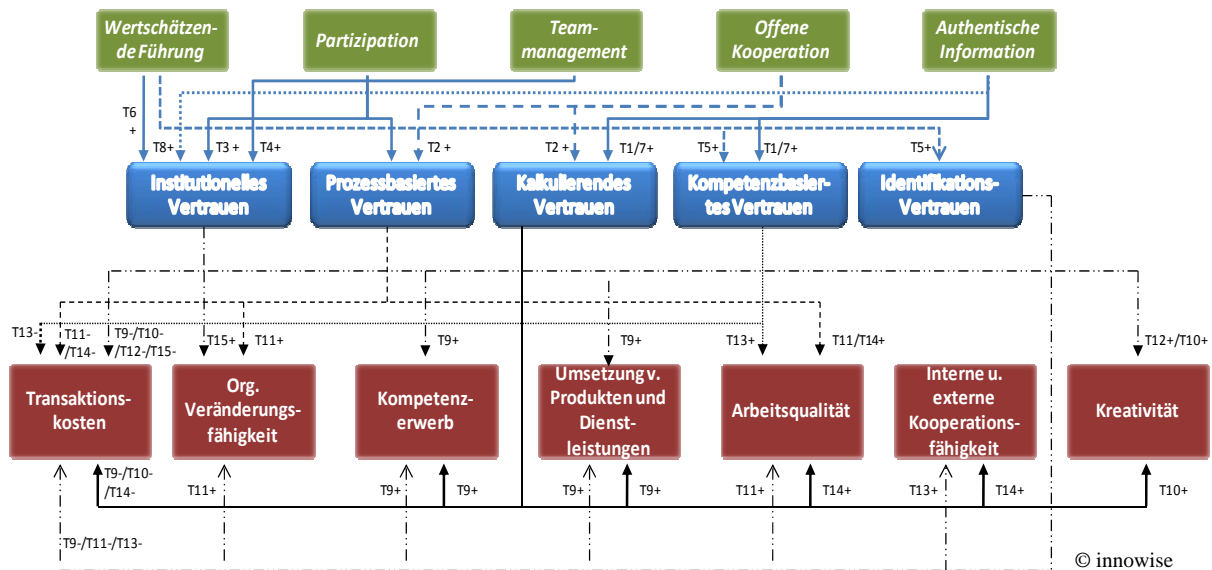 Wertschätzen-
de Führung
Partizipation
Team-
management
Offene
Kooperation
Authentische
Information
T6
+
T8+
T3 +
T4+
T2 +
T2 +
T1/7+
T5+
T1/7+
T5+
Institutionelles
Vertrauen
Prozessbasiertes
Vertrauen
Kalkulierendes
Vertrauen
Kompetenzbasier-
tes Vertrauen
Identifikations-
Vertrauen
T13-
T11-
/T14-
T9-/T10-
/T12-/T15-
T15+
T11+
T9+
T9+
T13+
T11/T14+
T12+/T10+
Transaktions-
kosten
Org.
Veränderungs-
fähigkeit
Kompetenz-
erwerb
Umsetzung v.
Produkten und
Dienst-
leistungen
Arbeitsqualität
Interne u.
externe
Kooperations-
fähigkeit
Kreativität
T9-/T10-
/T14-
T11+
T9+
T9+
T9+
T9+
T11+
T14+
T13+
T14+
T10+
T9-/T11-/T13-
© innowise